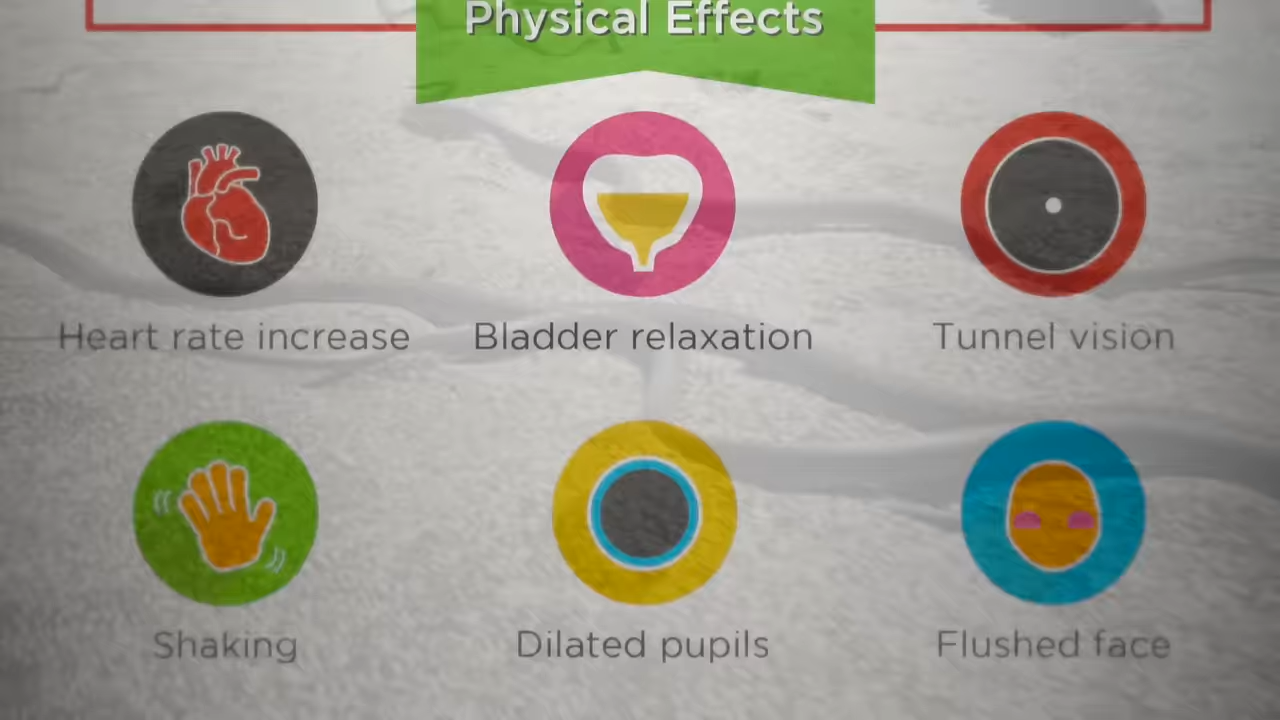 Physical Effects
Heart rate increase
Bladder relaxation
Tunnel vision
Shaking
Dilated pupils
Flushed face